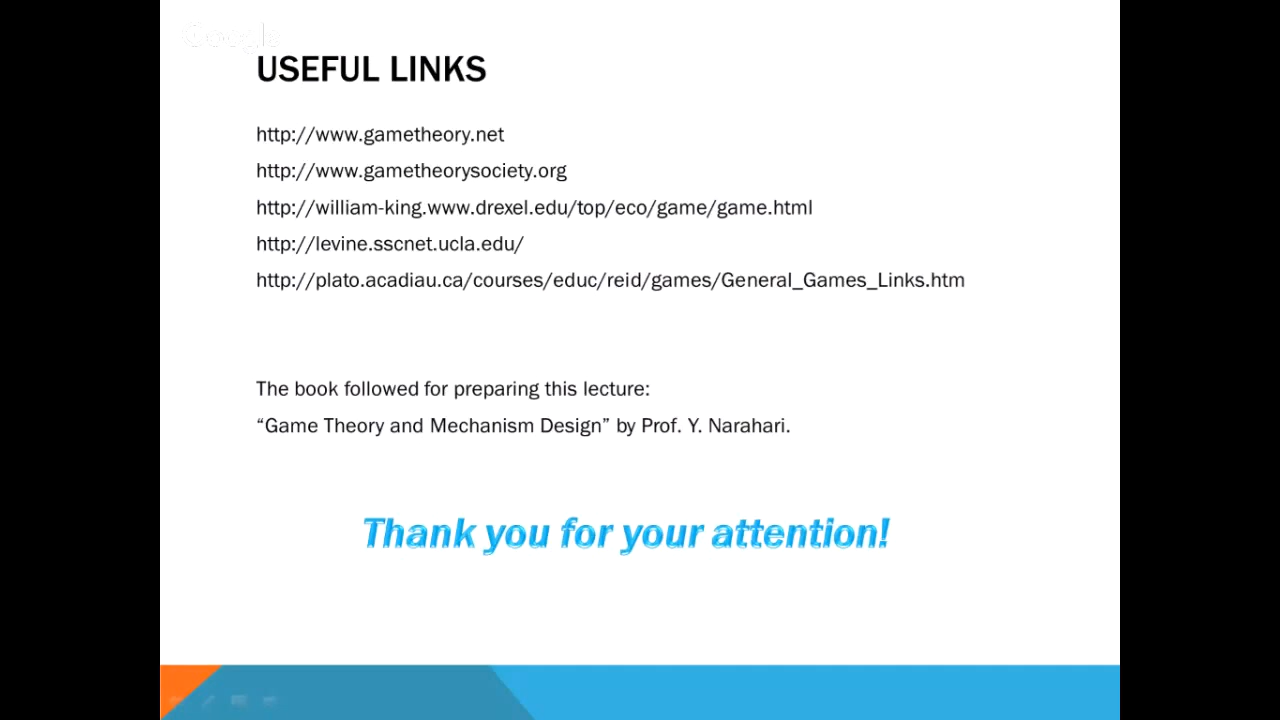 Google
USEFUL LINKS
http://www.gametheory.net
http://www.gametheorysociety.org
http://william-king.www.drexel.edu/top/eco/game/game.html
http://levine.sscnet.ucla.edu/
http://plato.acadiau.ca/courses/educ/reid/games/General_Games_Links.htm
The book followed for preparing this lecture:
“Game Theory and Mechanism Design” by Prof. Y. Narahari.
Thank you for your attention!